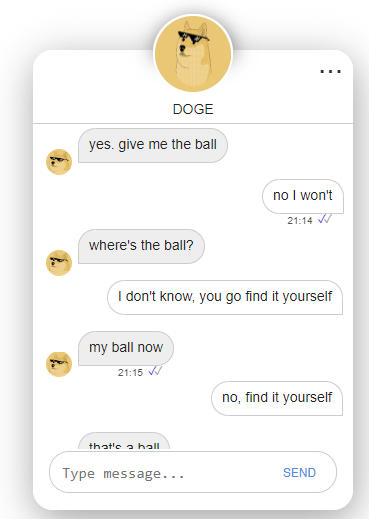 DOGE
yes. give me the ball
no I won't
21:14
where's the ball?
I don't know, you go find it yourself
my ball now
21:15
no, find it yourself
that's a ball
Type message...
SEND